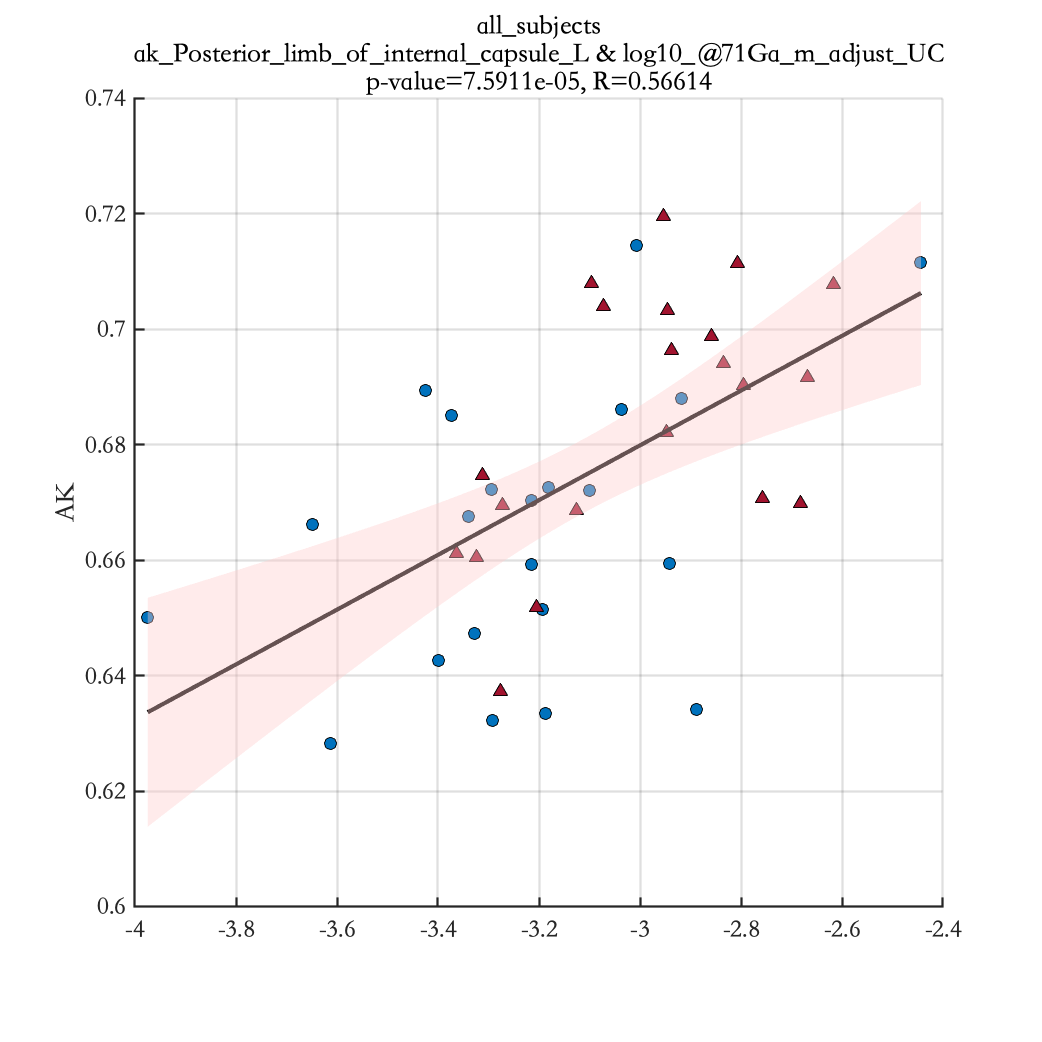 all_subjects
ak_Posterior_limb_of_internal_capsule_L & log10_@71Ga_m_adjust_UC
p-value=7.5911e-05, R=0.56614
0.74
0.72
0.7
0.68
AK
0.66
0.64
0.62
0.6
-4 -3.8 -3.6 -3.4 -3.2 -3 -2.8 -2.6 -2.4